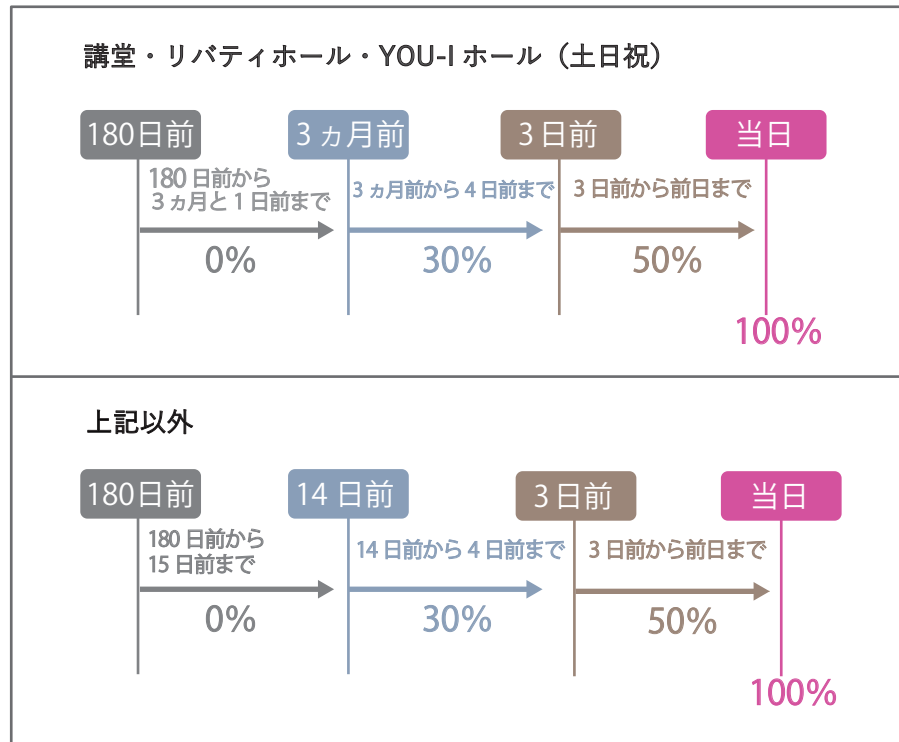 講堂・リバティホール・YOU-I ホール（土日祝）
180日前
3 ヵ月前
3 日前
当日
180 日前から
3 ヵ月と 1 日前まで
3 ヵ月前から 4 日前まで
3 日前から前日まで
0%
30%
50%
100%
上記以外
180日前
14 日前
3 日前
当日
180 日前から
15 日前まで
14 日前から 4 日前まで
3 日前から前日まで
0%
30%
50%
100%